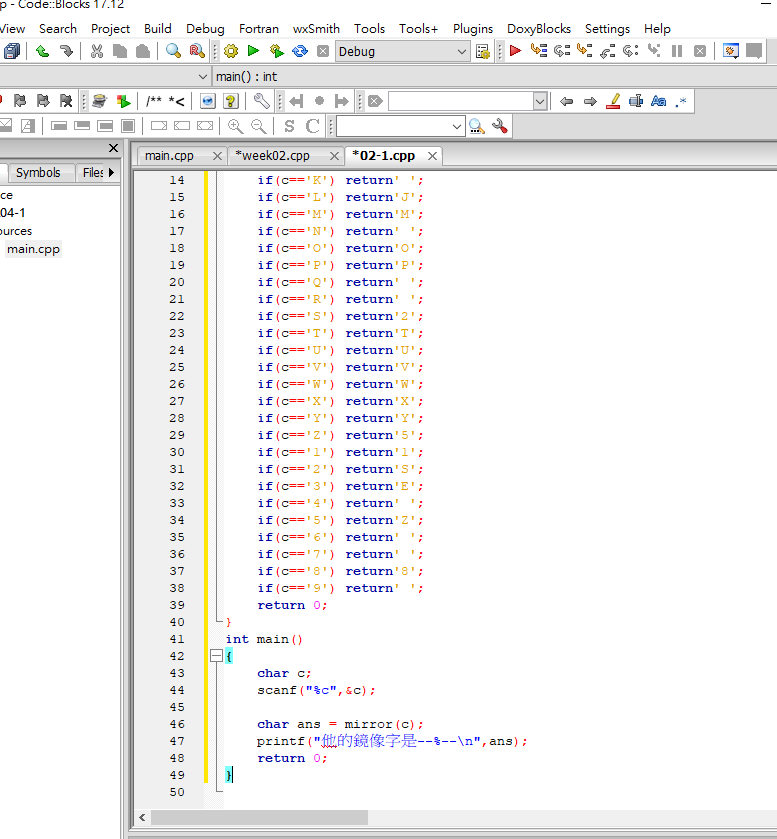 p - Code::Blocks 17.12
View Search Project Build Debug Fortran wxSmith Tools Tools+ Plugins DoxyBlocks Settings Help
Debug
main() : int
/** *<
S C
Aa .*
Symbols Files
main.cpp *week02.cpp *02-1.cpp
ce
04-1
ources
main.cpp
14 if(c=='K') return' ';
15 if(c=='L') return'J';
16 if(c=='M') return'M';
17 if(c=='N') return' ';
18 if(c=='O') return'O';
19 if(c=='P') return'P';
20 if(c=='Q') return' ';
21 if(c=='R') return' ';
22 if(c=='S') return'2';
23 if(c=='T') return'T';
24 if(c=='U') return'U';
25 if(c=='V') return'V';
26 if(c=='W') return'W';
27 if(c=='X') return'X';
28 if(c=='Y') return'Y';
29 if(c=='Z') return'5';
30 if(c=='1') return'1';
31 if(c=='2') return'S';
32 if(c=='3') return'E';
33 if(c=='4') return' ';
34 if(c=='5') return'Z';
35 if(c=='6') return' ';
36 if(c=='7') return' ';
37 if(c=='8') return'8';
38 if(c=='9') return' ';
39 return 0;
40 }
41 int main()
42 {
43 char c;
44 scanf("%c",&c);
45
46 char ans = mirror(c);
47 printf("他的鏡像字是--%--\n",ans);
48 return 0;
49 }
50